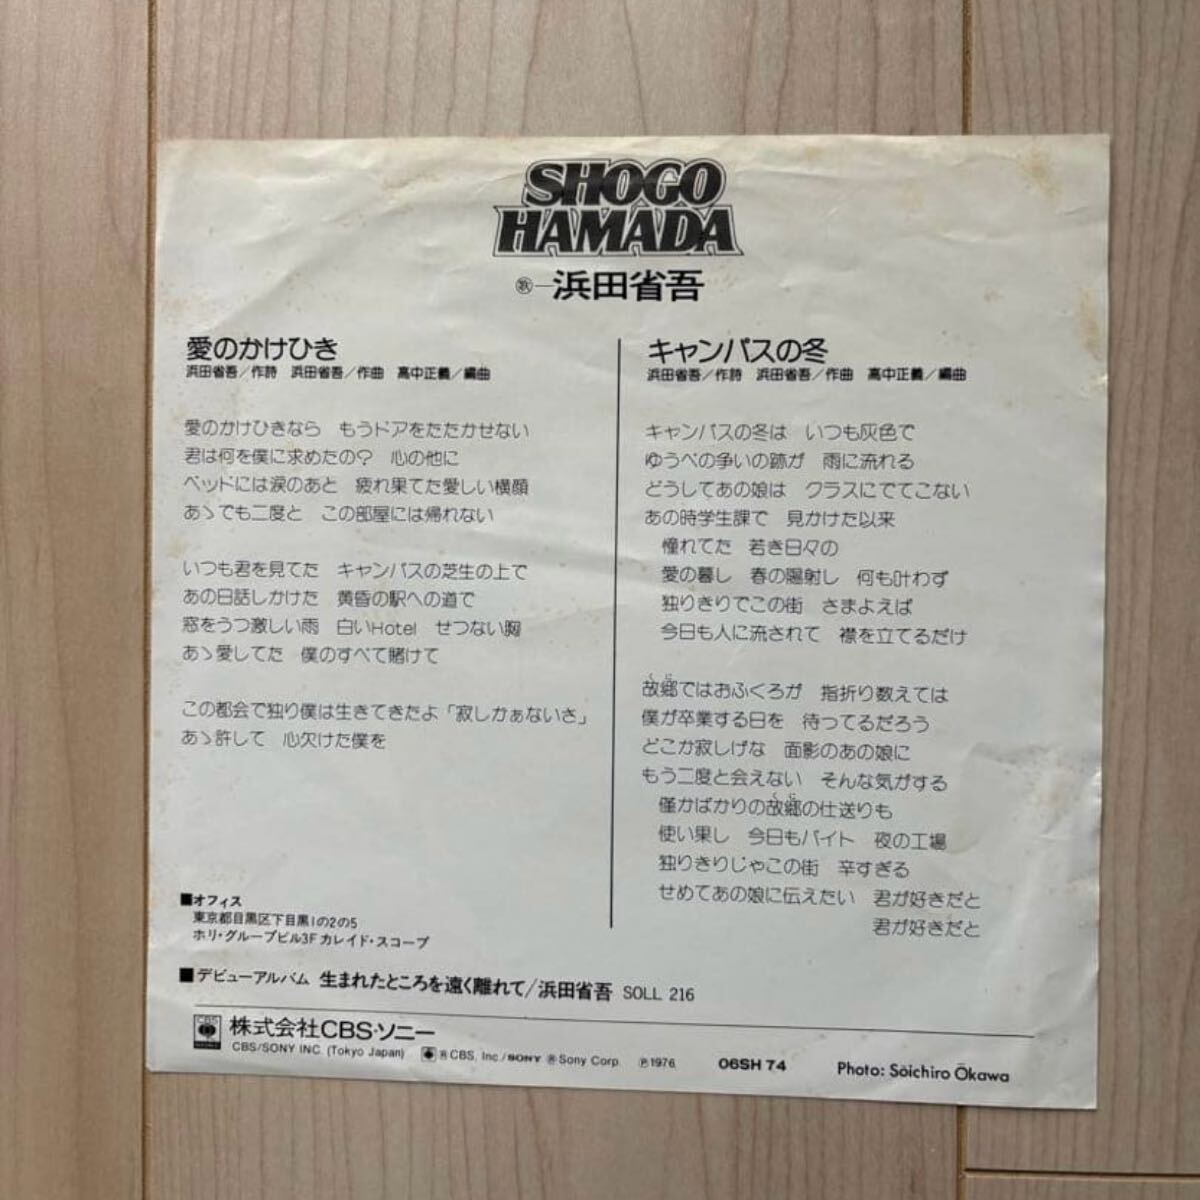 SHOGO
HAMADA
歌—浜田省吾
愛のかけひき
浜田省吾/作詩 浜田省吾/作曲 高中正義/編曲
愛のかけひきなら もうドアをたたかせない
君は何を僕に求めたの? 心の他に
ベッドには涙のあと 疲れ果てた愛しい横顔
あゝでも二度と この部屋には帰れない
いつも君を見てた キャンパスの芝生の上で
あの日話しかけた 黄昏の駅への道で
窓をうつ激しい雨 白いHotel せつない胸
あゝ愛してた 僕のすべて賭けて
この都会で独り僕は生きてきたよ「寂しかぁないさ」
あゝ許して 心欠けた僕を
キャンパスの冬
浜田省吾/作詩 浜田省吾/作曲 高中正義/編曲
キャンパスの冬は いつも灰色で
ゆうべの争いの跡が 雨に流れる
どうしてあの娘は クラスにでてこない
あの時学生課で 見かけた以来
憧れてた 若き日々の
愛の暮し 春の陽射し 何も叶わず
独りきりでこの街 さまよえば
今日も人に流されて 襟を立てるだけ
故郷ではおふくろが 指折り数えては
僕が卒業する日を 待ってるだろう
どこか寂しげな 面影のあの娘に
もう二度と会えない そんな気がする
僅かばかりの故郷の仕送りも
使い果し 今日もバイト 夜の工場
独りきりじゃこの街 辛すぎる
せめてあの娘に伝えたい 君が好きだと
君が好きだと
■オフィス
東京都目黒区下目黒1の2の5
ホリ・グループビル3F カレイド・スコープ
■デビューアルバム 生まれたところを遠く離れて/浜田省吾 SOLL 216
CBS 株式会社CBS・ソニー
CBS/SONY INC. (Tokyo Japan) ®CBS, Inc./SONY ®Sony Corp. ℗1976 06SH 74 Photo: Sōichiro Ōkawa